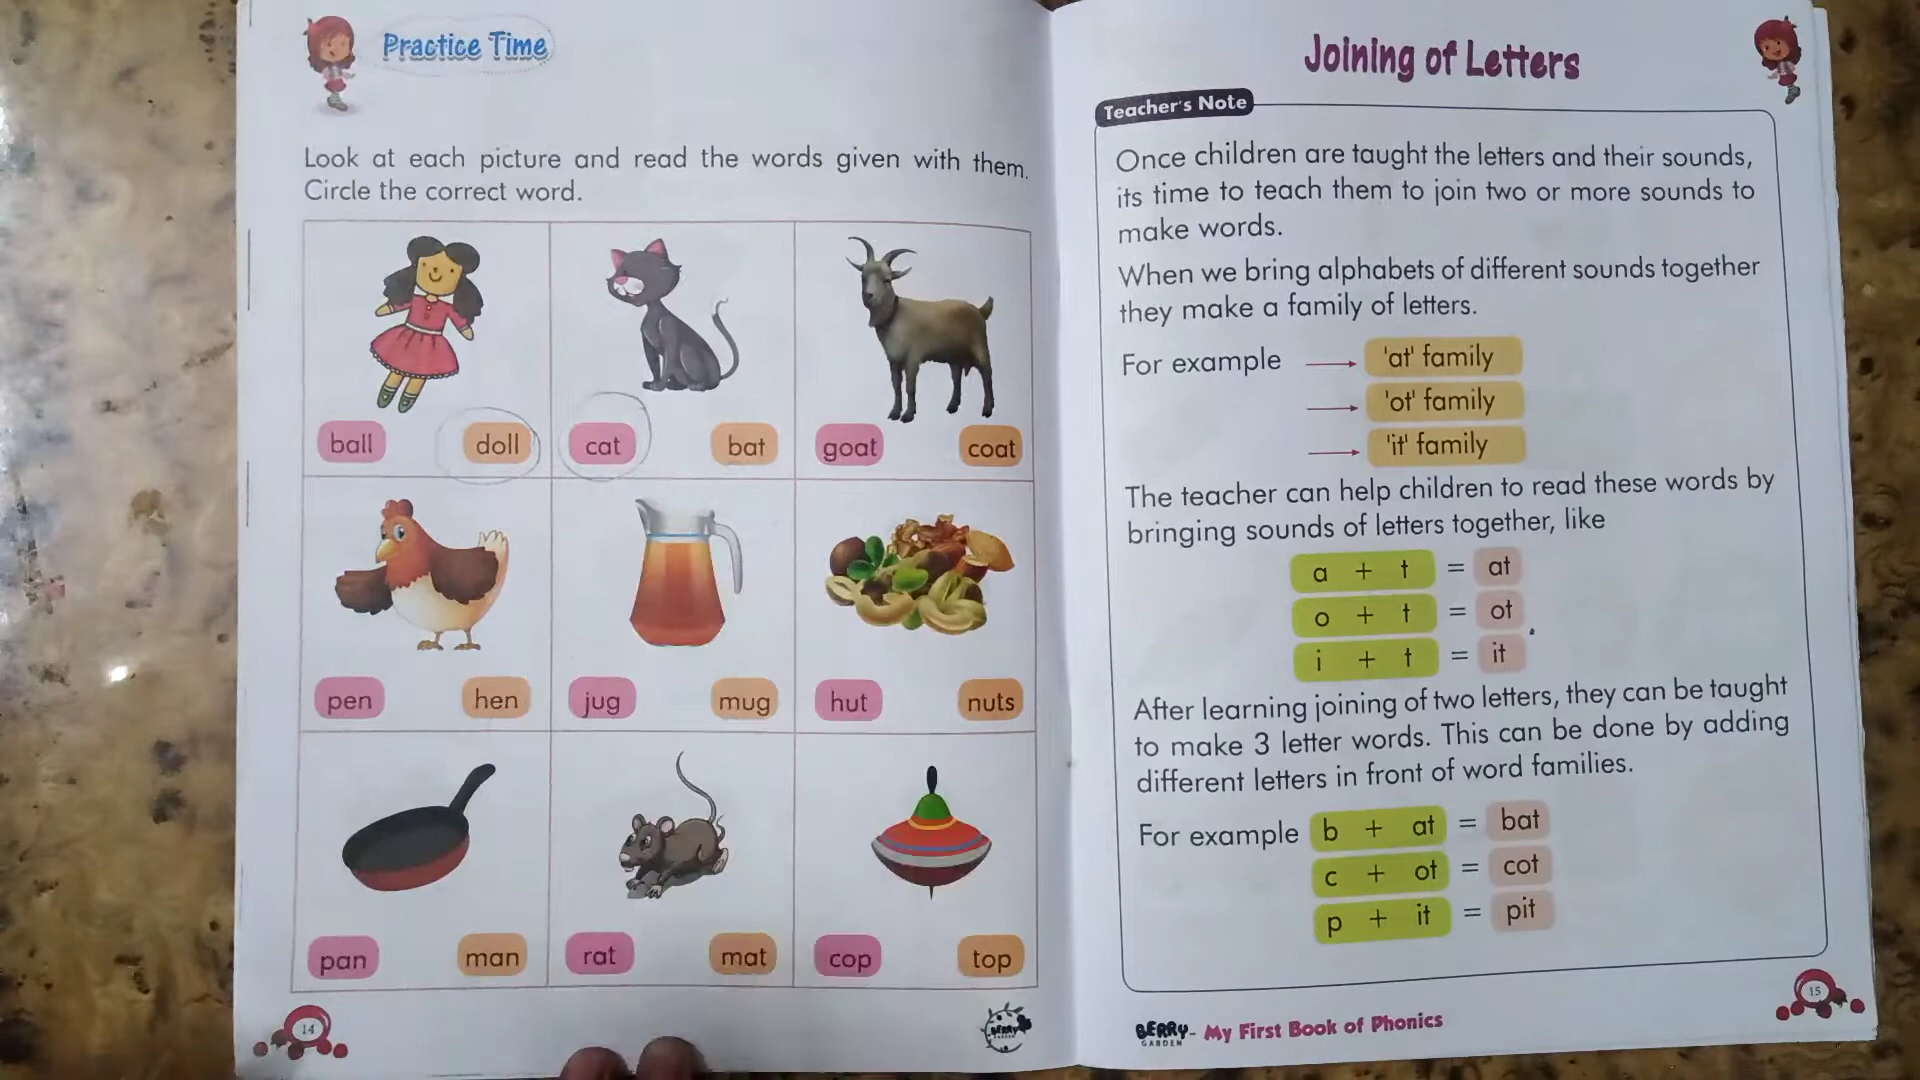 Practice Time
Look at each picture and read the words given with them.
Circle the correct word.
ball doll cat bat goat coat
pen hen jug mug hut nuts
pan man rat mat cop top
14
BERRY
GARDEN
Joining of Letters
Teacher's Note
Once children are taught the letters and their sounds,
its time to teach them to join two or more sounds to
make words.
When we bring alphabets of different sounds together
they make a family of letters.
For example 'at' family
'ot' family
'it' family
The teacher can help children to read these words by
bringing sounds of letters together, like
a + t = at
o + t = ot
i + t = it
After learning joining of two letters, they can be taught
to make 3 letter words. This can be done by adding
different letters in front of word families.
For example b + at = bat
c + ot = cot
p + it = pit
BERRY GARDEN - My First Book of Phonics
15